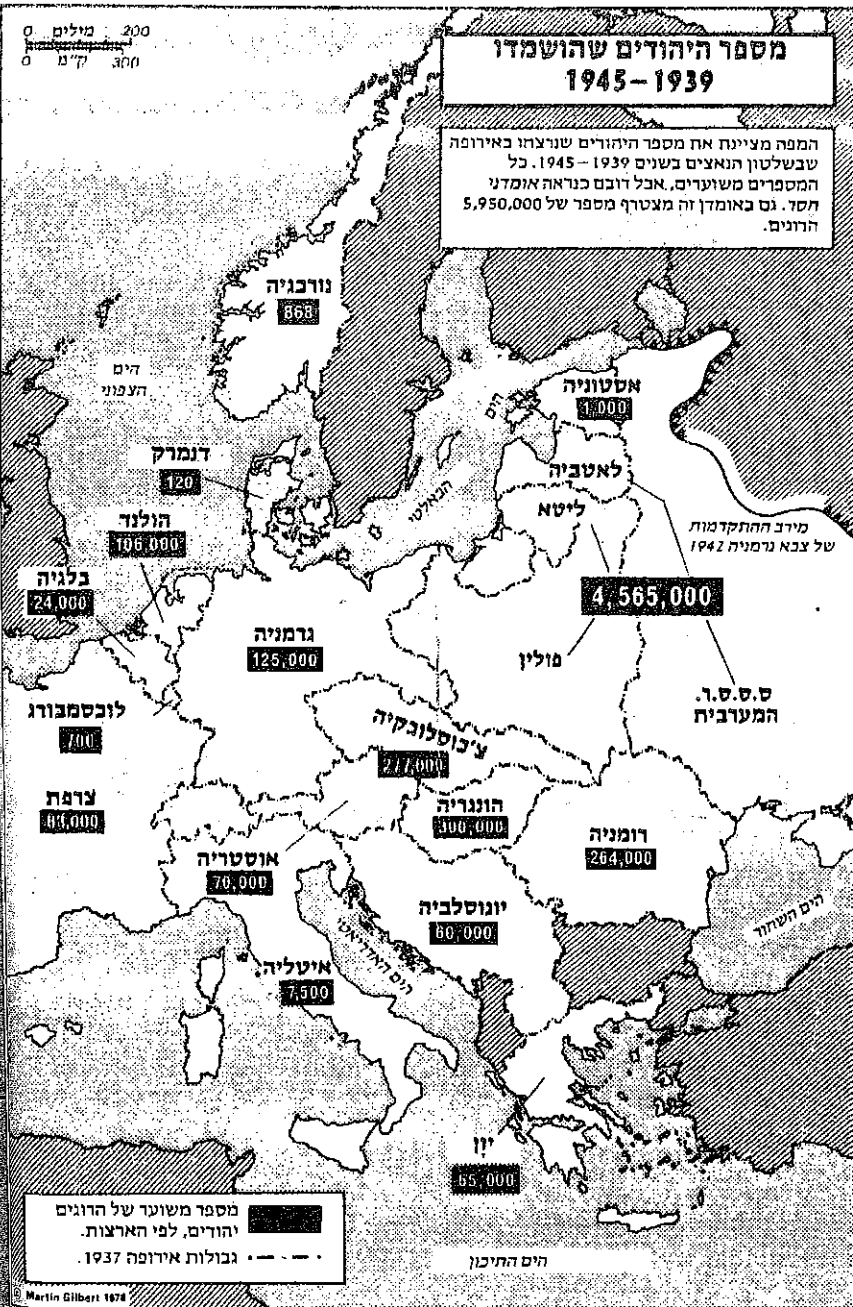 0 מילים 200
0 ק״מ 300
מספר היהודים שהושמדו
1939–1945
המפה מציינת את מספר היהודים שנרצחו באירופה
שבשלטון הנאצים בשנים 1939–1945. כל
המספרים משוערים, אבל רובם כנראה אומדני
חסר. גם באומדן זה מצטרף מספר של 5,950,000
הרוגים.
נורבגיה
868
הים
הצפוני
אסטוניה
1,000
הים
הבאלטי
דנמרק
120
לאטביה
ליטא
הולנד
106,000
מירב ההתקדמות
של צבא גרמניה 1942
בלגיה
24,000
4,565,000
גרמניה
125,000
פולין
ס.ס.ס.ר.
המערבית
לוכסמבורג
700
צ׳כוסלובקיה
277,000
צרפת
83,000
הונגריה
300,000
רומניה
264,000
אוסטריה
70,000
יוגוסלביה
60,000
הים השחור
הים האדריאטי
איטליה
7,500
יון
65,000
מספר משוער של הרוגים
יהודים, לפי הארצות.
גבולות אירופה 1937.
הים התיכון
© Martin Gilbert 1978